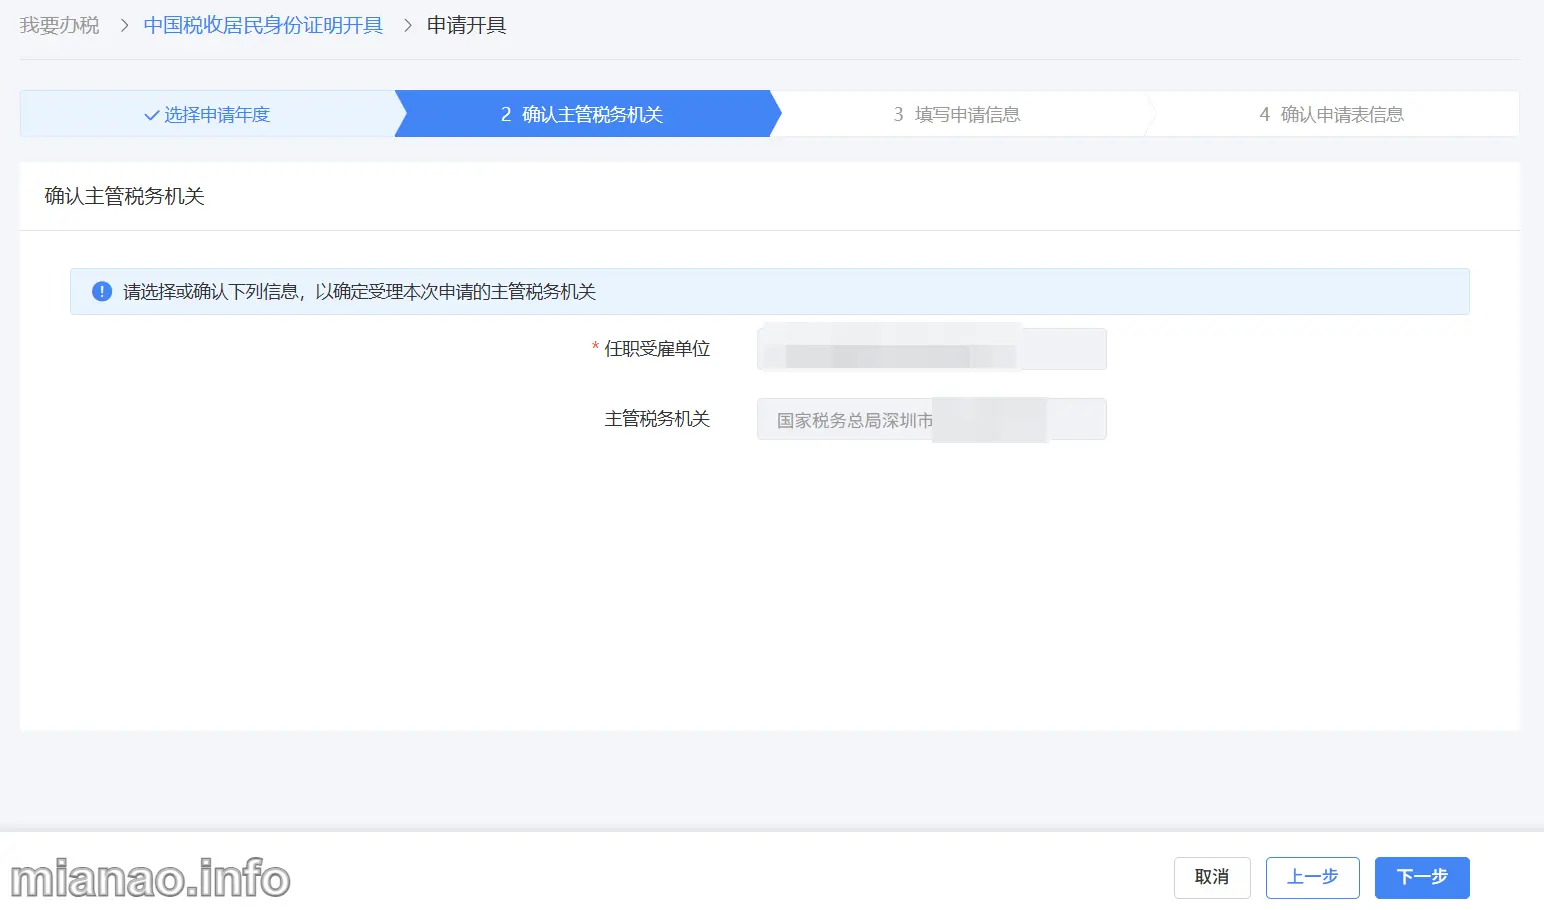 我要办税 > 中国税收居民身份证明开具 > 申请开具
选择申请年度
2 确认主管税务机关
3 填写申请信息
4 确认申请表信息
确认主管税务机关
请选择或确认下列信息，以确定受理本次申请的主管税务机关
* 任职受雇单位
主管税务机关 国家税务总局深圳市
取消 上一步 下一步
mianao.info